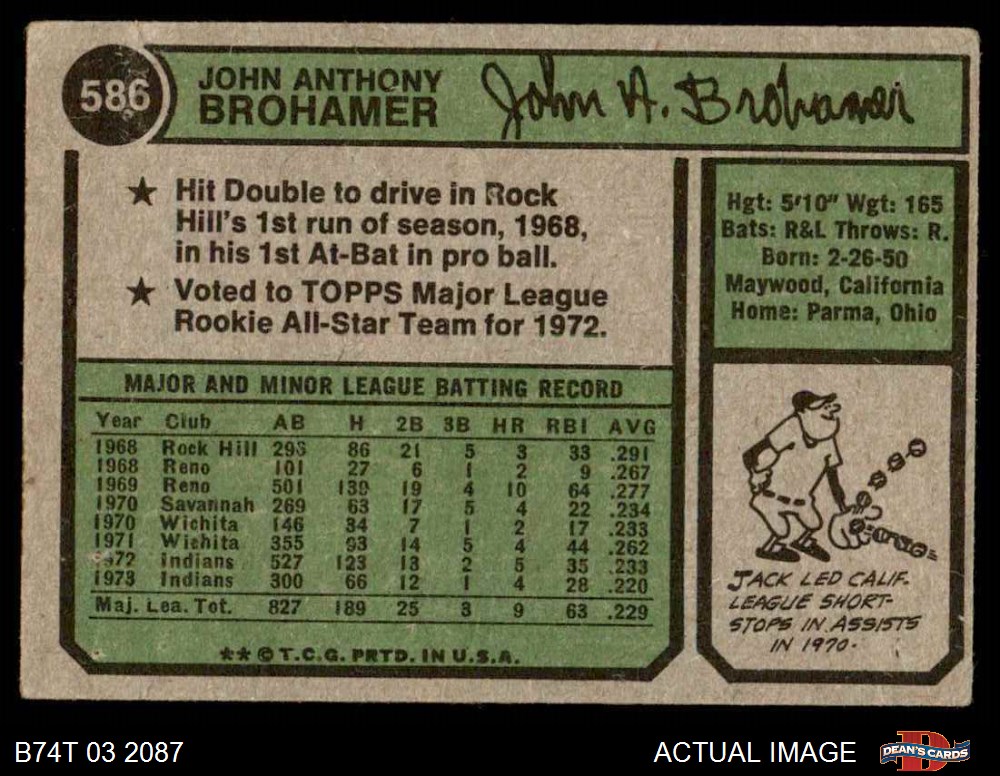 586
JOHN ANTHONY
BROHAMER
John A. Brohamer
★ Hit Double to drive in Rock
Hill's 1st run of season, 1968,
in his 1st At-Bat in pro ball.
★ Voted to TOPPS Major League
Rookie All-Star Team for 1972.
Hgt: 5'10" Wgt: 165
Bats: R&L Throws: R.
Born: 2-26-50
Maywood, California
Home: Parma, Ohio
MAJOR AND MINOR LEAGUE BATTING RECORD
Year Club AB H 2B 3B HR RBI AVG
1968 Rock Hill 295 86 21 5 3 33 .291
1968 Reno 101 27 6 1 2 9 .267
1969 Reno 501 139 19 4 10 64 .277
1970 Savannah 269 63 17 5 4 22 .234
1970 Wichita 146 34 7 1 2 17 .233
1971 Wichita 355 93 14 5 4 44 .262
1972 Indians 527 123 13 2 5 35 .233
1973 Indians 300 66 12 1 4 28 .220
Maj. Lea. Tot. 827 189 25 3 9 63 .229
★★ © T.C.G. PRTD. IN U.S.A.
JACK LED CALIF.
LEAGUE SHORT-
STOPS IN ASSISTS
IN 1970.
B74T 03 2087
ACTUAL IMAGE
DEAN'S CARDS